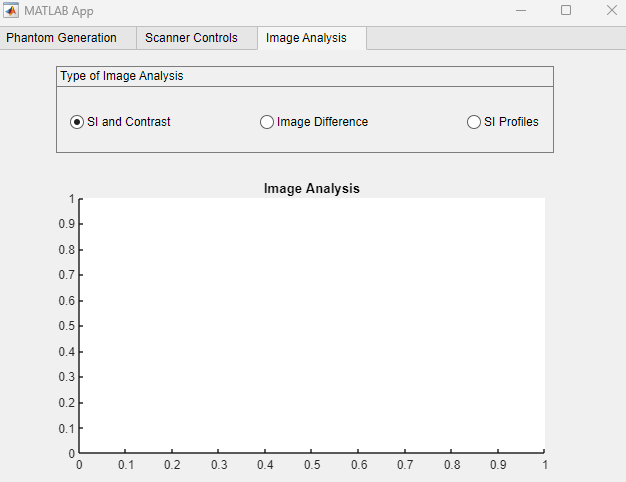 MATLAB App
Phantom Generation Scanner Controls Image Analysis
Type of Image Analysis
SI and Contrast Image Difference SI Profiles
Image Analysis
1
0.9
0.8
0.7
0.6
0.5
0.4
0.3
0.2
0.1
0
0 0.1 0.2 0.3 0.4 0.5 0.6 0.7 0.8 0.9 1